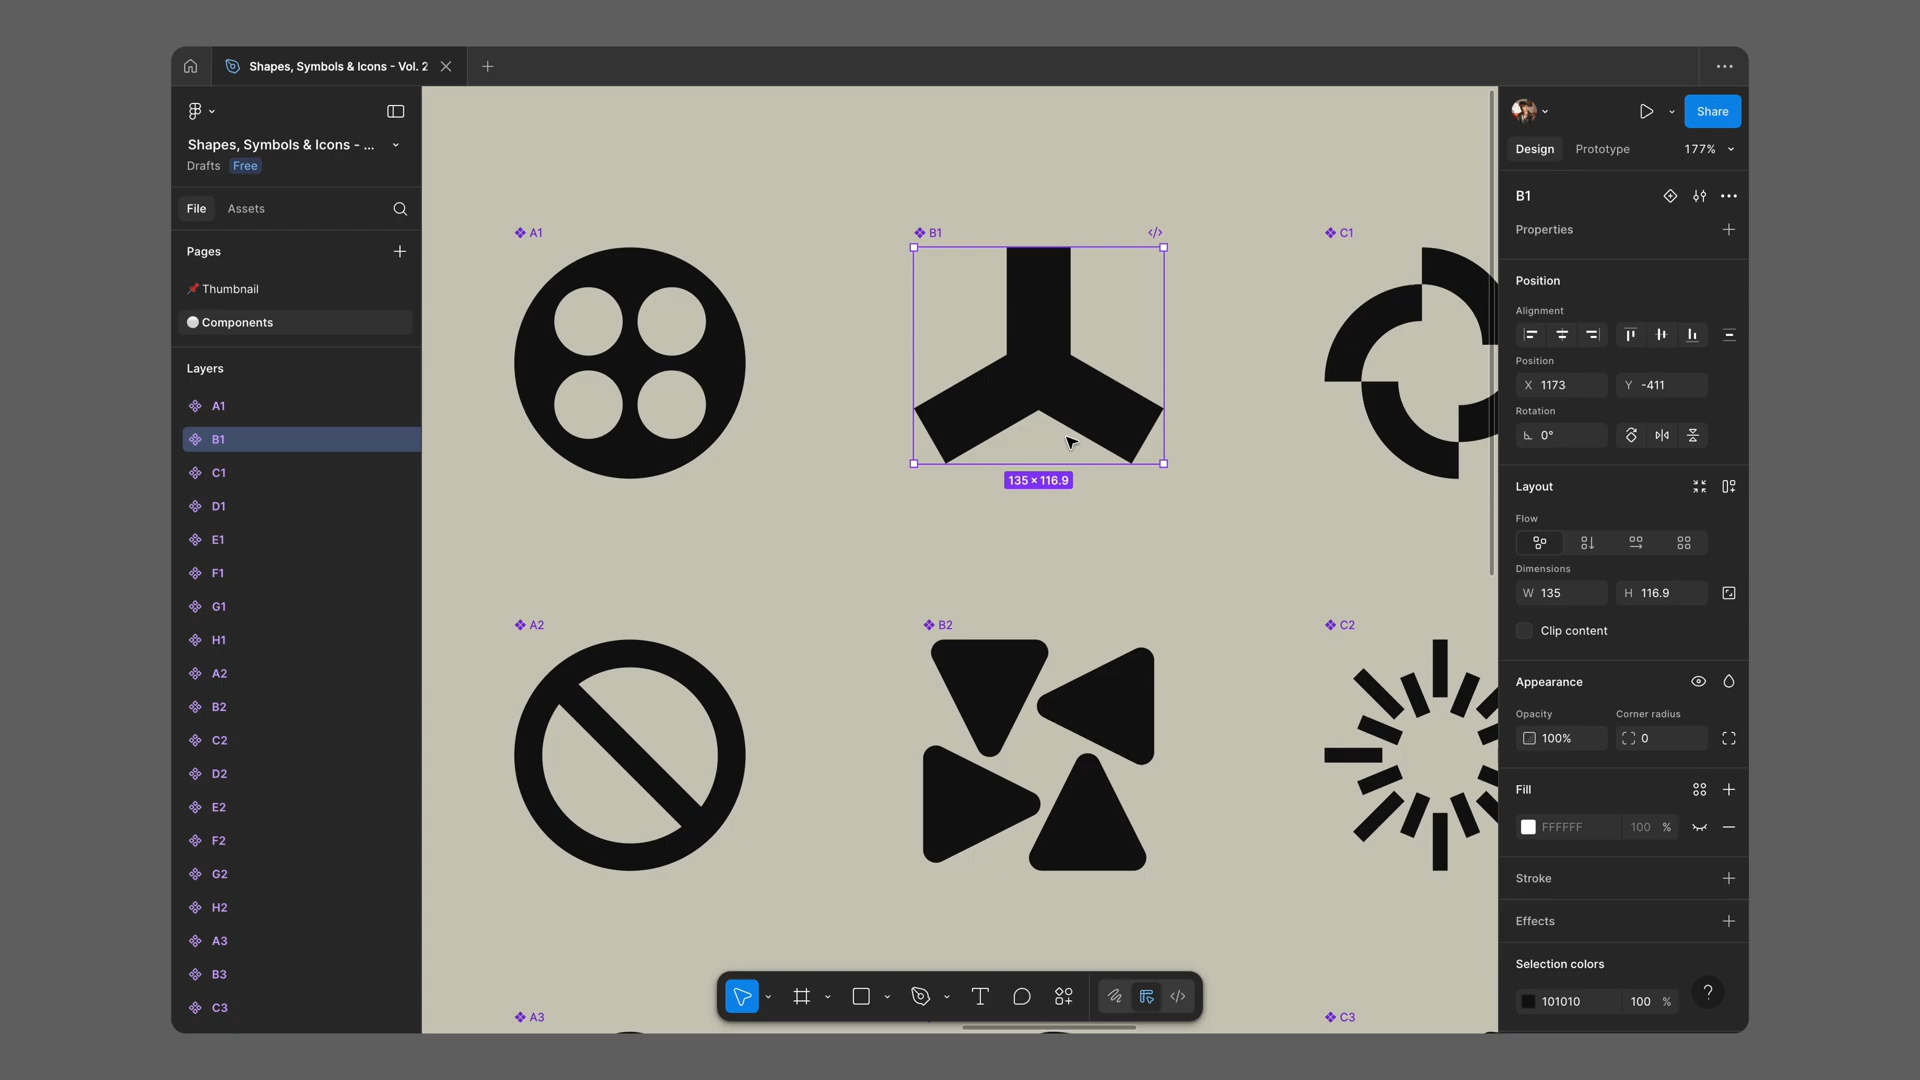 Shapes, Symbols & Icons - Vol. 2
Shapes, Symbols & Icons - ...
Drafts Free
File Assets
Pages
Thumbnail
Components
Layers
A1
B1
C1
D1
E1
F1
G1
H1
A2
B2
C2
D2
E2
F2
G2
H2
A3
B3
C3
A1
B1
C1
135 × 116.9
A2
B2
C2
A3
C3
Share
Design Prototype 177%
B1
Properties
Position
Alignment
Position
X 1173 Y -411
Rotation
0°
Layout
Flow
Dimensions
W 135 H 116.9
Clip content
Appearance
Opacity Corner radius
100% 0
Fill
FFFFFF 100 %
Stroke
Effects
Selection colors
101010 100 %
?